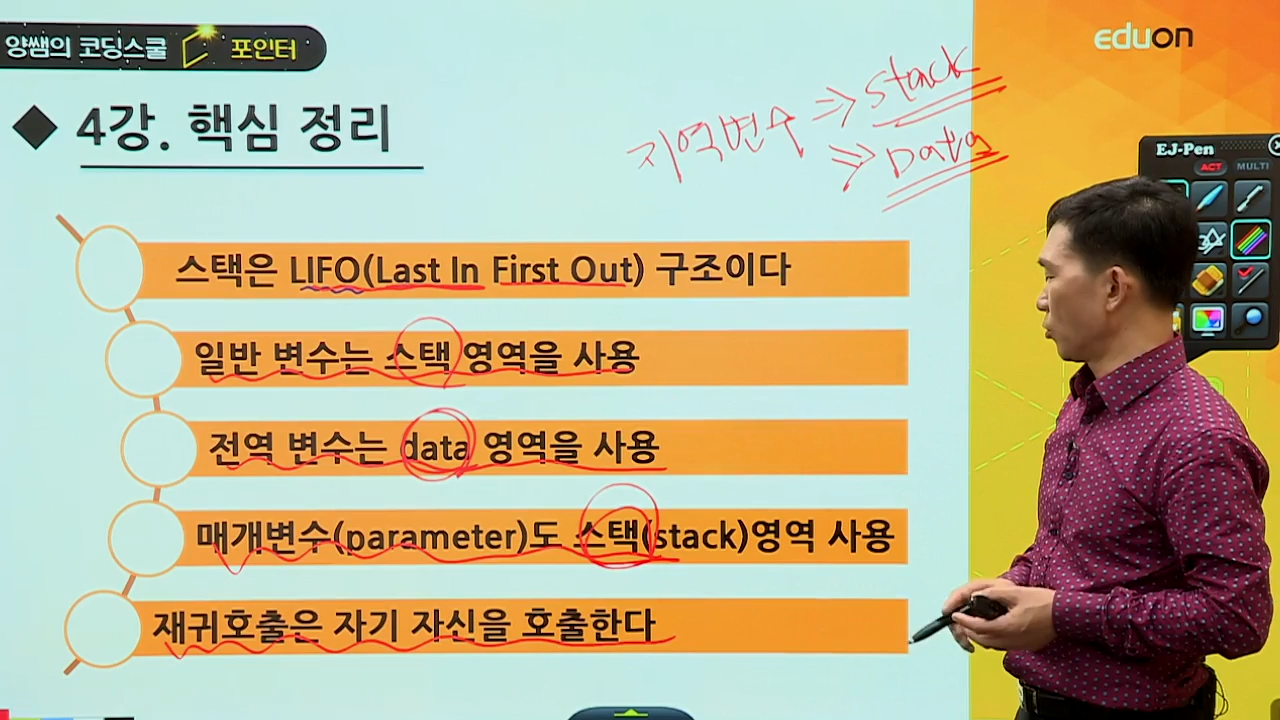 양쌤의 코딩스쿨 포인터
eduon
◆ 4강. 핵심 정리
지역변수 => stack
=> Data
EJ-Pen
ACT MULTI
스택은 LIFO(Last In First Out) 구조이다
일반 변수는 스택 영역을 사용
전역 변수는 data 영역을 사용
매개변수(parameter)도 스택(stack)영역 사용
재귀호출은 자기 자신을 호출한다